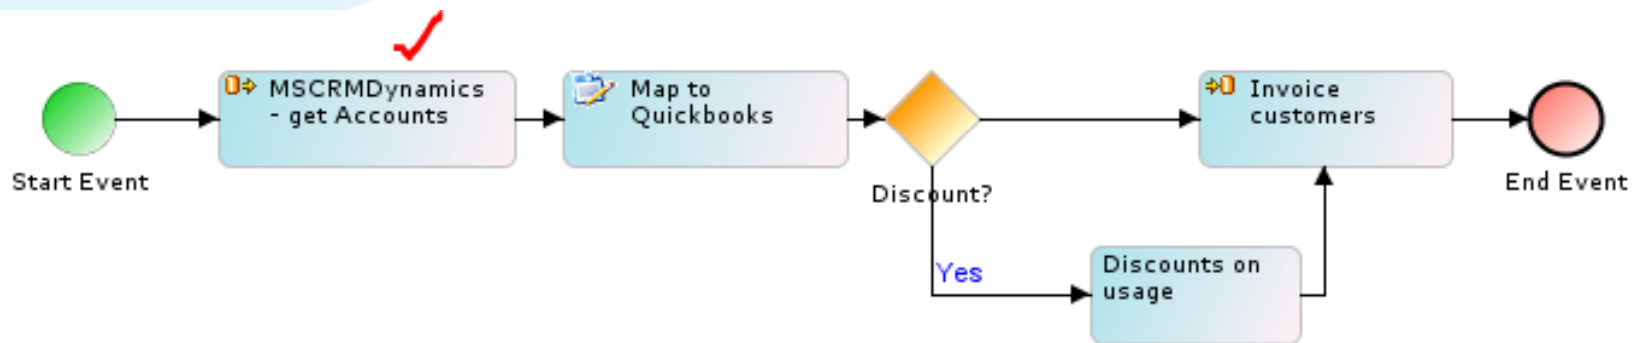 MSCRMDynamics
- get Accounts
Map to
Quickbooks
Invoice
customers
Start Event
Discount?
End Event
Yes
Discounts on
usage